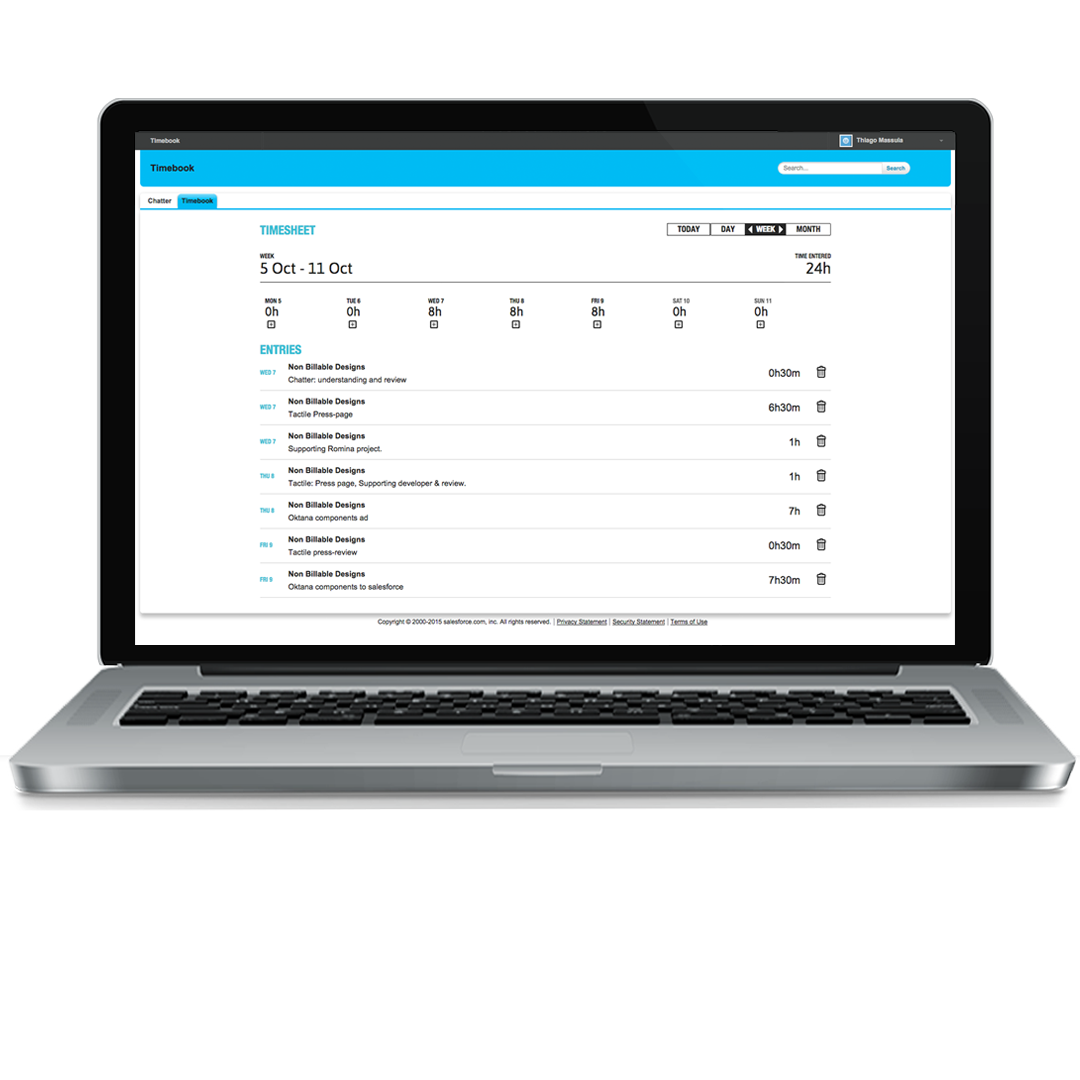 Timebook Thiago Massula
Timebook Search... Search
Chatter Timebook
TIMESHEET TODAY DAY WEEK MONTH
WEEK TIME ENTERED
5 Oct - 11 Oct 24h
MON 5 TUE 6 WED 7 THU 8 FRI 9 SAT 10 SUN 11
0h 0h 8h 8h 8h 0h 0h
ENTRIES
WED 7 Non Billable Designs 0h30m
Chatter: understanding and review
WED 7 Non Billable Designs 6h30m
Tactile Press-page
WED 7 Non Billable Designs 1h
Supporting Romina project.
THU 8 Non Billable Designs 1h
Tactile: Press page, Supporting developer & review.
THU 8 Non Billable Designs 7h
Oktana components ad
FRI 9 Non Billable Designs 0h30m
Tactile press-review
FRI 9 Non Billable Designs 7h30m
Oktana components to salesforce
Copyright © 2000-2015 salesforce.com, inc. All rights reserved. | Privacy Statement | Security Statement | Terms of Use